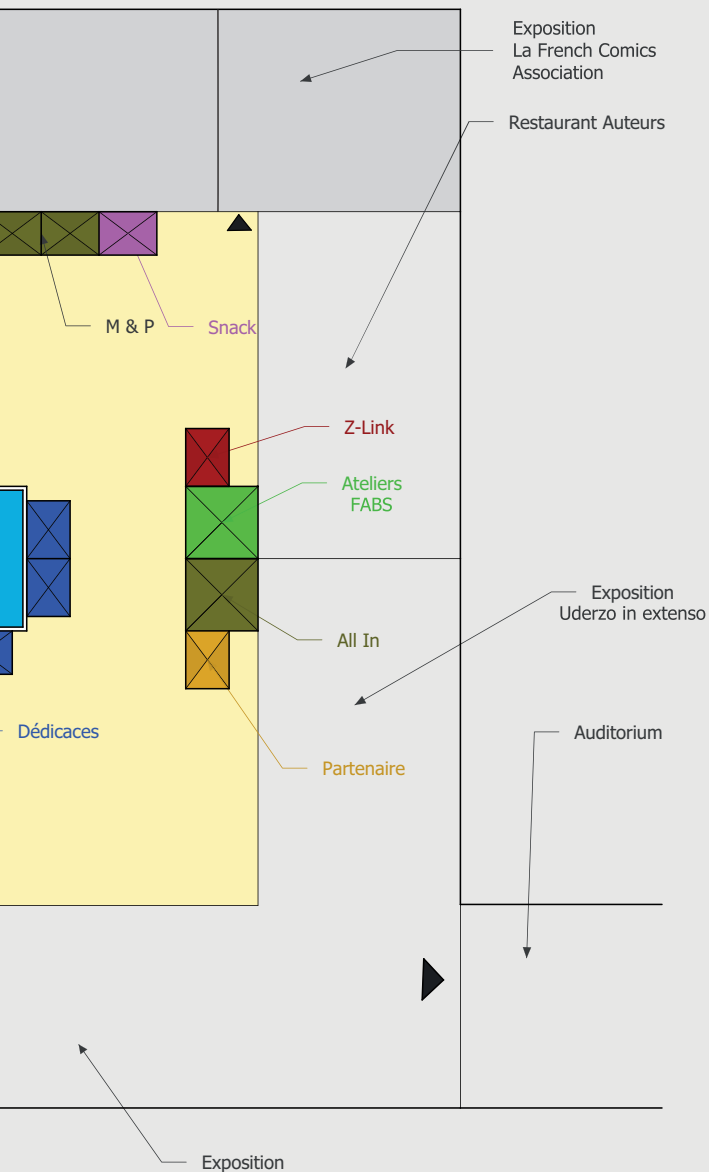 Exposition
La French Comics
Association
Restaurant Auteurs
M & P
Snack
Z-Link
Ateliers
FABS
Exposition
Uderzo in extenso
All In
Dédicaces
Auditorium
Partenaire
Exposition